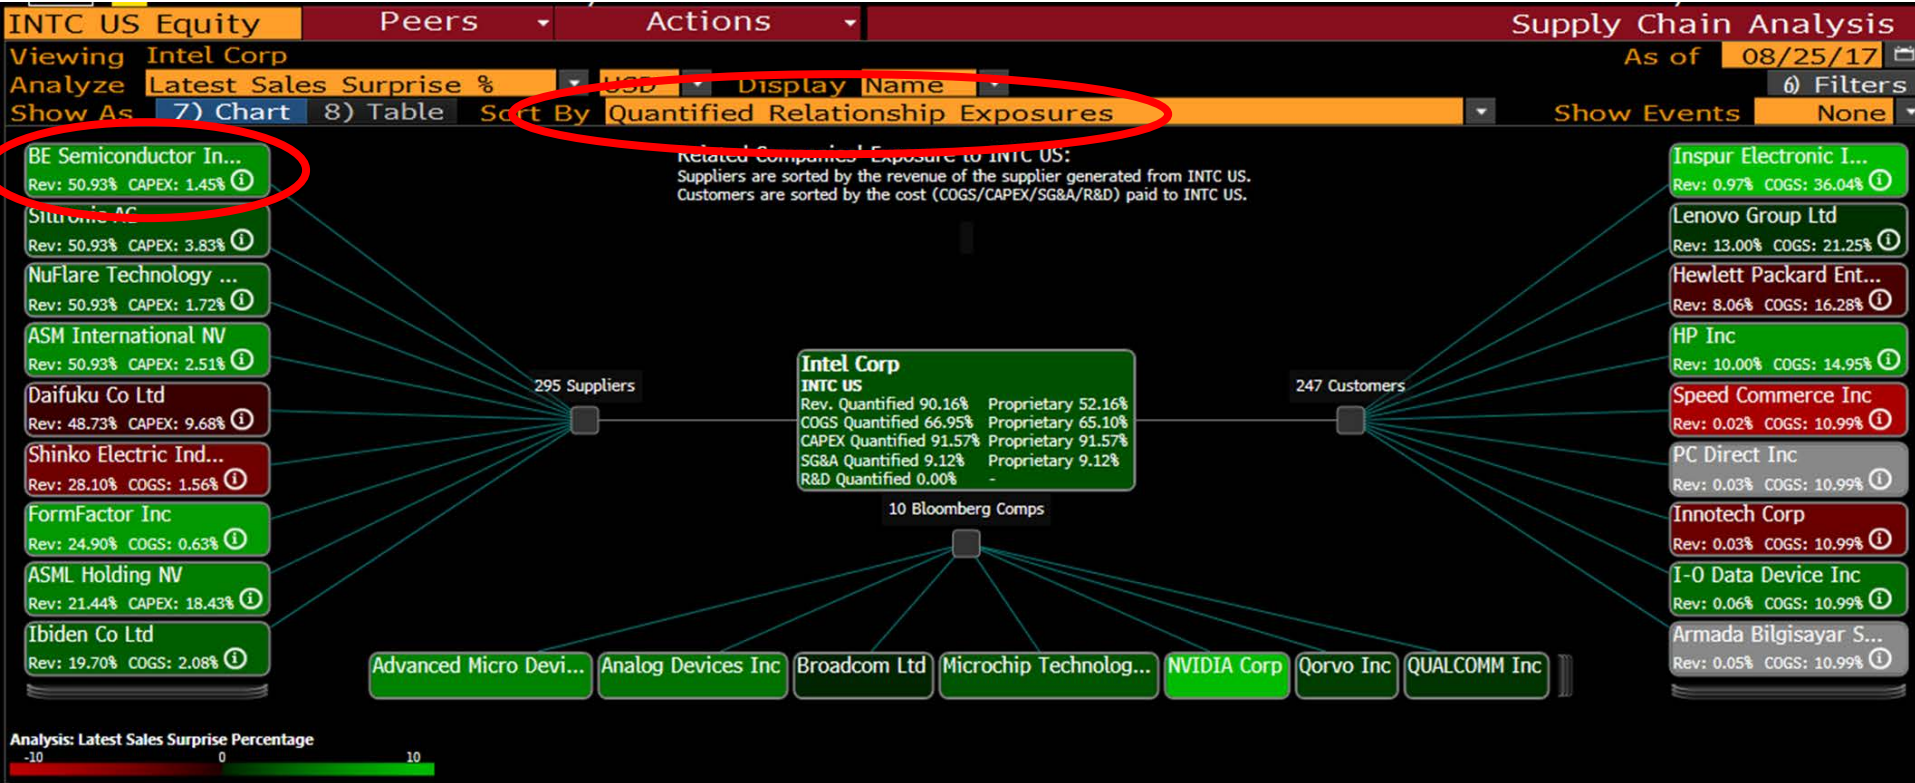 INTC US Equity
Peers
Actions
Supply Chain Analysis
Viewing Intel Corp
As of 08/25/17
Analyze Latest Sales Surprise % USD Display Name
6) Filters
Show As 7) Chart 8) Table Sort By Quantified Relationship Exposures
Show Events None
Related Companies' Exposure to INTC US:
Suppliers are sorted by the revenue of the supplier generated from INTC US.
Customers are sorted by the cost (COGS/CAPEX/SG&A/R&D) paid to INTC US.
BE Semiconductor In...
Rev: 50.93% CAPEX: 1.45%
Siltronic AG
Rev: 50.93% CAPEX: 3.83%
NuFlare Technology ...
Rev: 50.93% CAPEX: 1.72%
ASM International NV
Rev: 50.93% CAPEX: 2.51%
Daifuku Co Ltd
Rev: 48.73% CAPEX: 9.68%
Shinko Electric Ind...
Rev: 28.10% COGS: 1.56%
FormFactor Inc
Rev: 24.90% COGS: 0.63%
ASML Holding NV
Rev: 21.44% CAPEX: 18.43%
Ibiden Co Ltd
Rev: 19.70% COGS: 2.08%
295 Suppliers
Intel Corp
INTC US
Rev. Quantified 90.16% Proprietary 52.16%
COGS Quantified 66.95% Proprietary 65.10%
CAPEX Quantified 91.57% Proprietary 91.57%
SG&A Quantified 9.12% Proprietary 9.12%
R&D Quantified 0.00% -
10 Bloomberg Comps
247 Customers
Inspur Electronic I...
Rev: 0.97% COGS: 36.04%
Lenovo Group Ltd
Rev: 13.00% COGS: 21.25%
Hewlett Packard Ent...
Rev: 8.06% COGS: 16.28%
HP Inc
Rev: 10.00% COGS: 14.95%
Speed Commerce Inc
Rev: 0.02% COGS: 10.99%
PC Direct Inc
Rev: 0.03% COGS: 10.99%
Innotech Corp
Rev: 0.03% COGS: 10.99%
I-O Data Device Inc
Rev: 0.06% COGS: 10.99%
Armada Bilgisayar S...
Rev: 0.05% COGS: 10.99%
Advanced Micro Devi...
Analog Devices Inc
Broadcom Ltd
Microchip Technolog...
NVIDIA Corp
Qorvo Inc
QUALCOMM Inc
Analysis: Latest Sales Surprise Percentage
-10 0 10